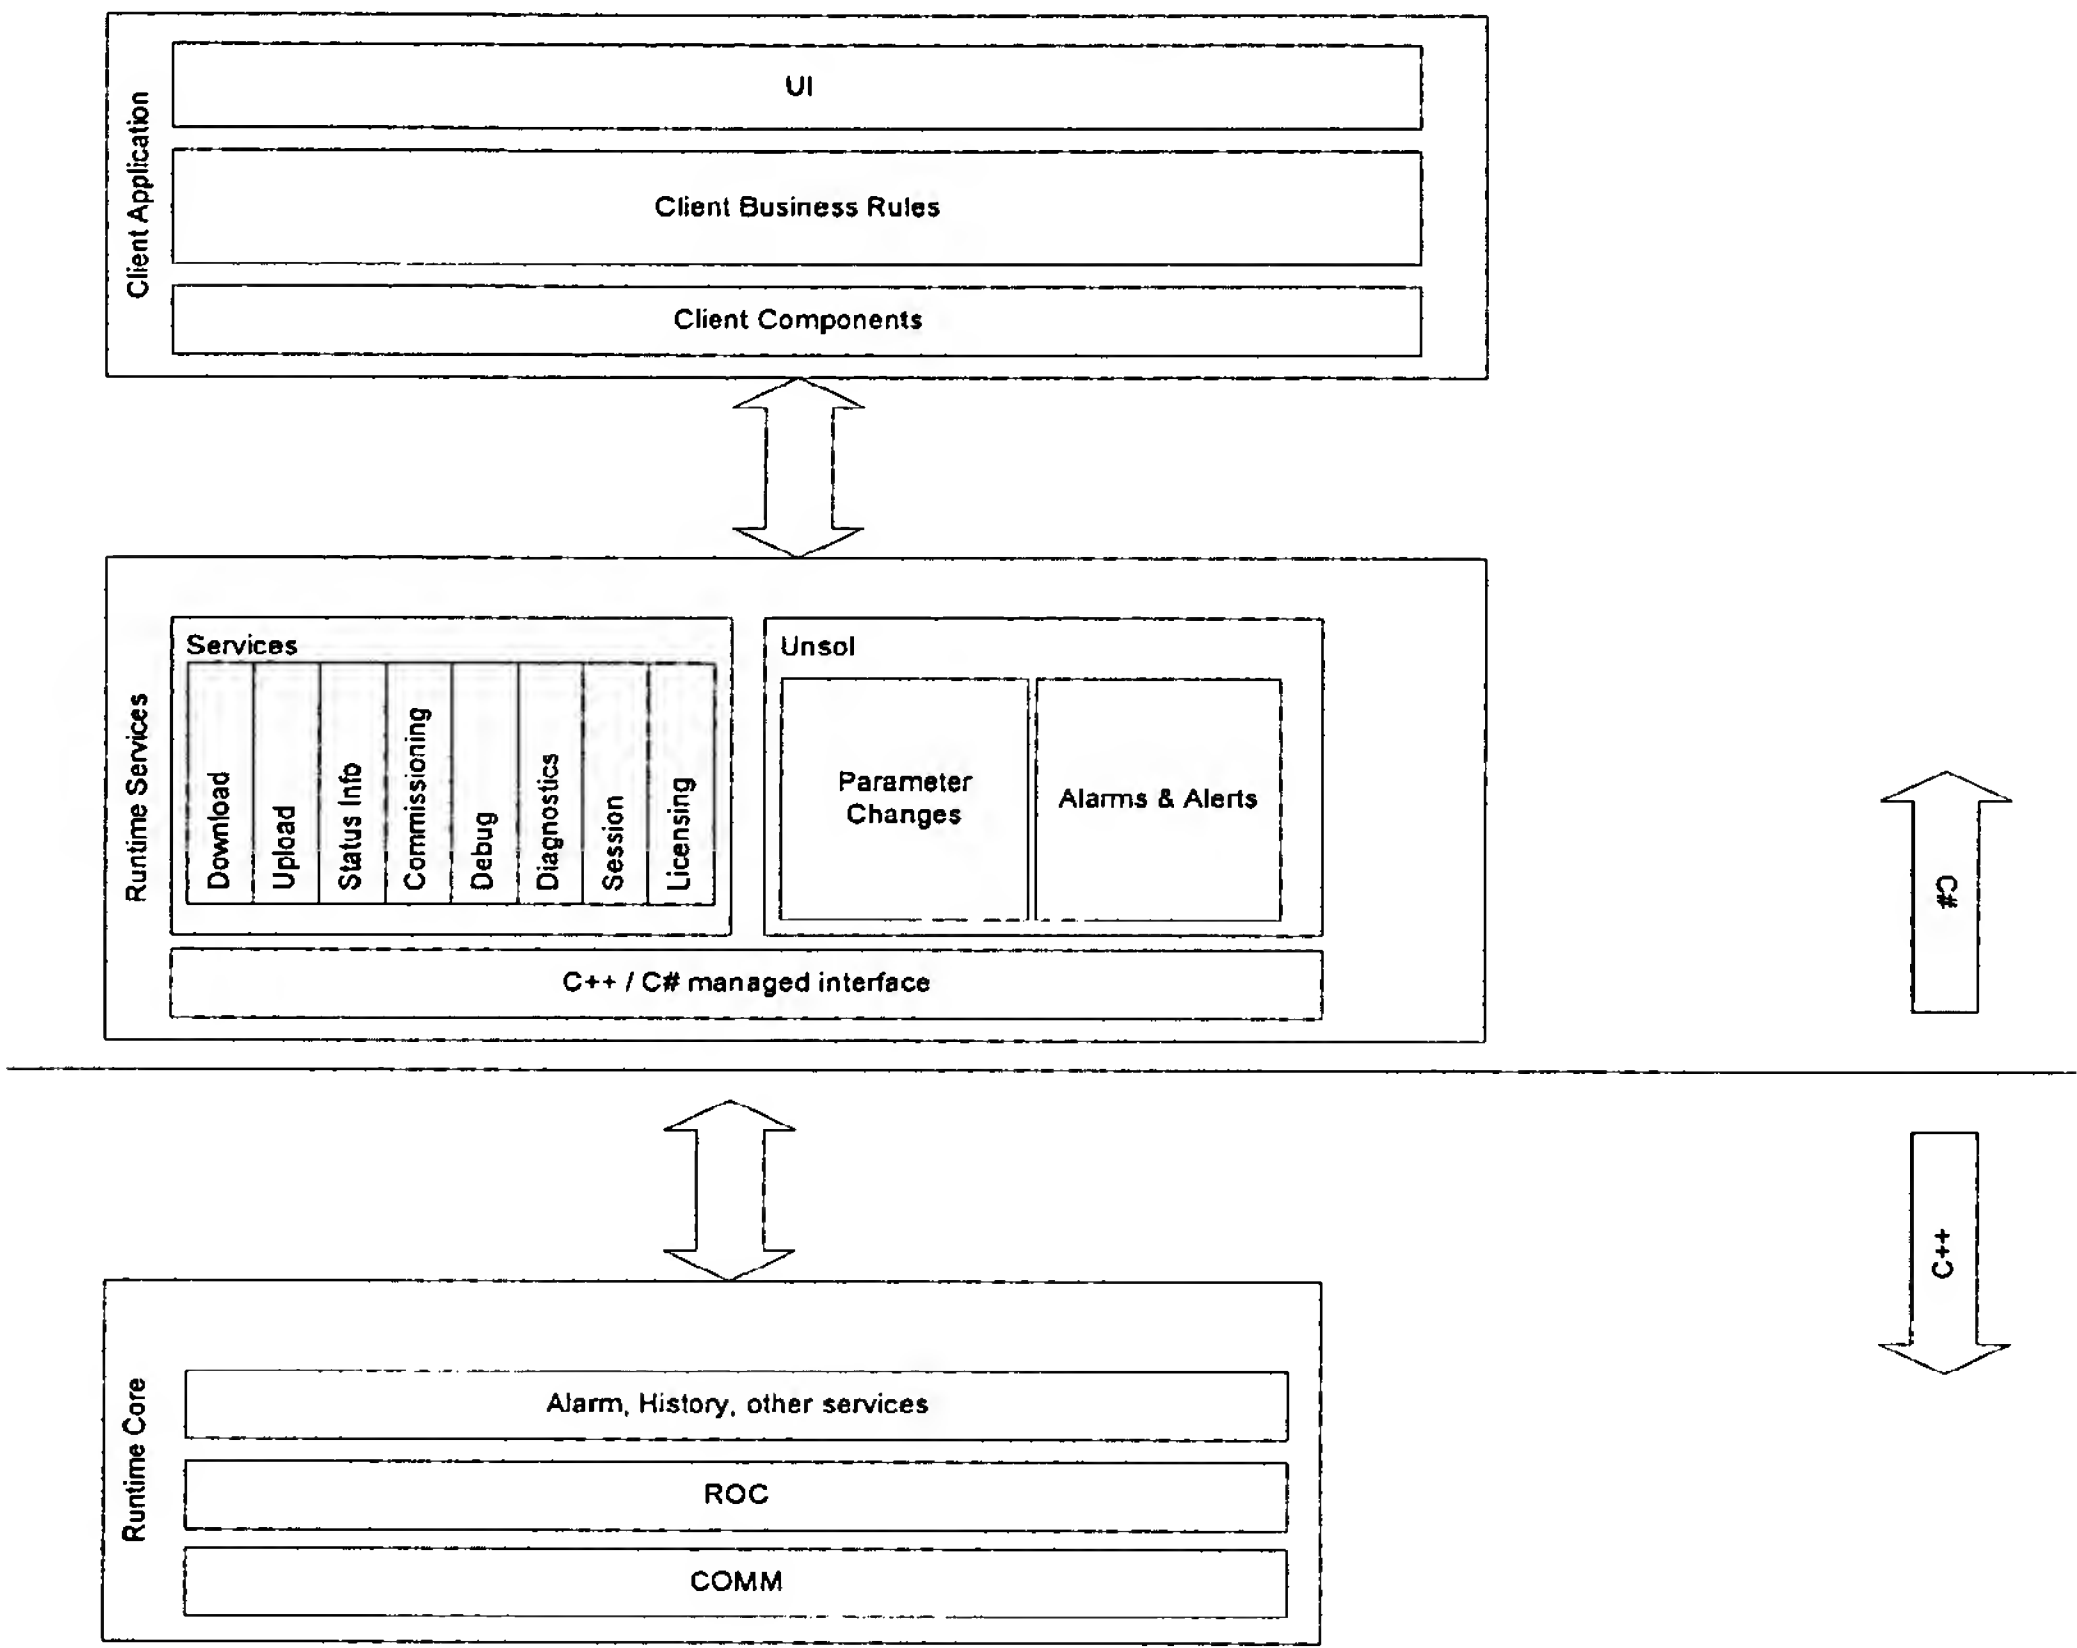 Client Application
UI
Client Business Rules
Client Components
Runtime Services
Services
Download
Upload
Status Info
Commissioning
Debug
Diagnostics
Session
Licensing
Unsol
Parameter
Changes
Alarms & Alerts
C++ / C# managed interface
C#
C++
Runtime Core
Alarm, History, other services
ROC
COMM